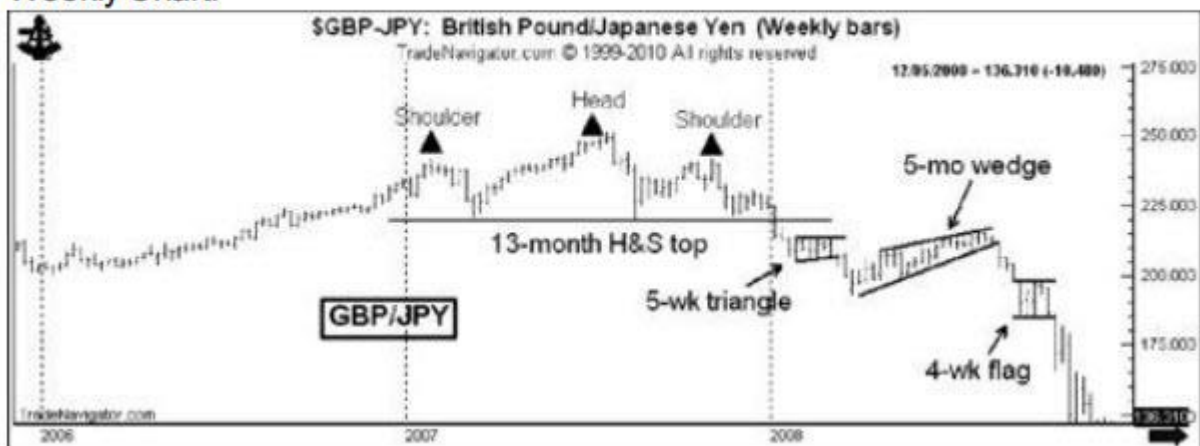 Weekly Chart:
$GBP-JPY: British Pound/Japanese Yen (Weekly bars)
TradeNavigator.com © 1999-2010 All rights reserved
12/05/2008 = 136.310 (-10.480)
275.000
Head
Shoulder
Shoulder
250.000
5-mo wedge
225.000
13-month H&S top
5-wk triangle
200.000
GBP/JPY
175.000
4-wk flag
TradeNavigator.com
136.310
2006
2007
2008